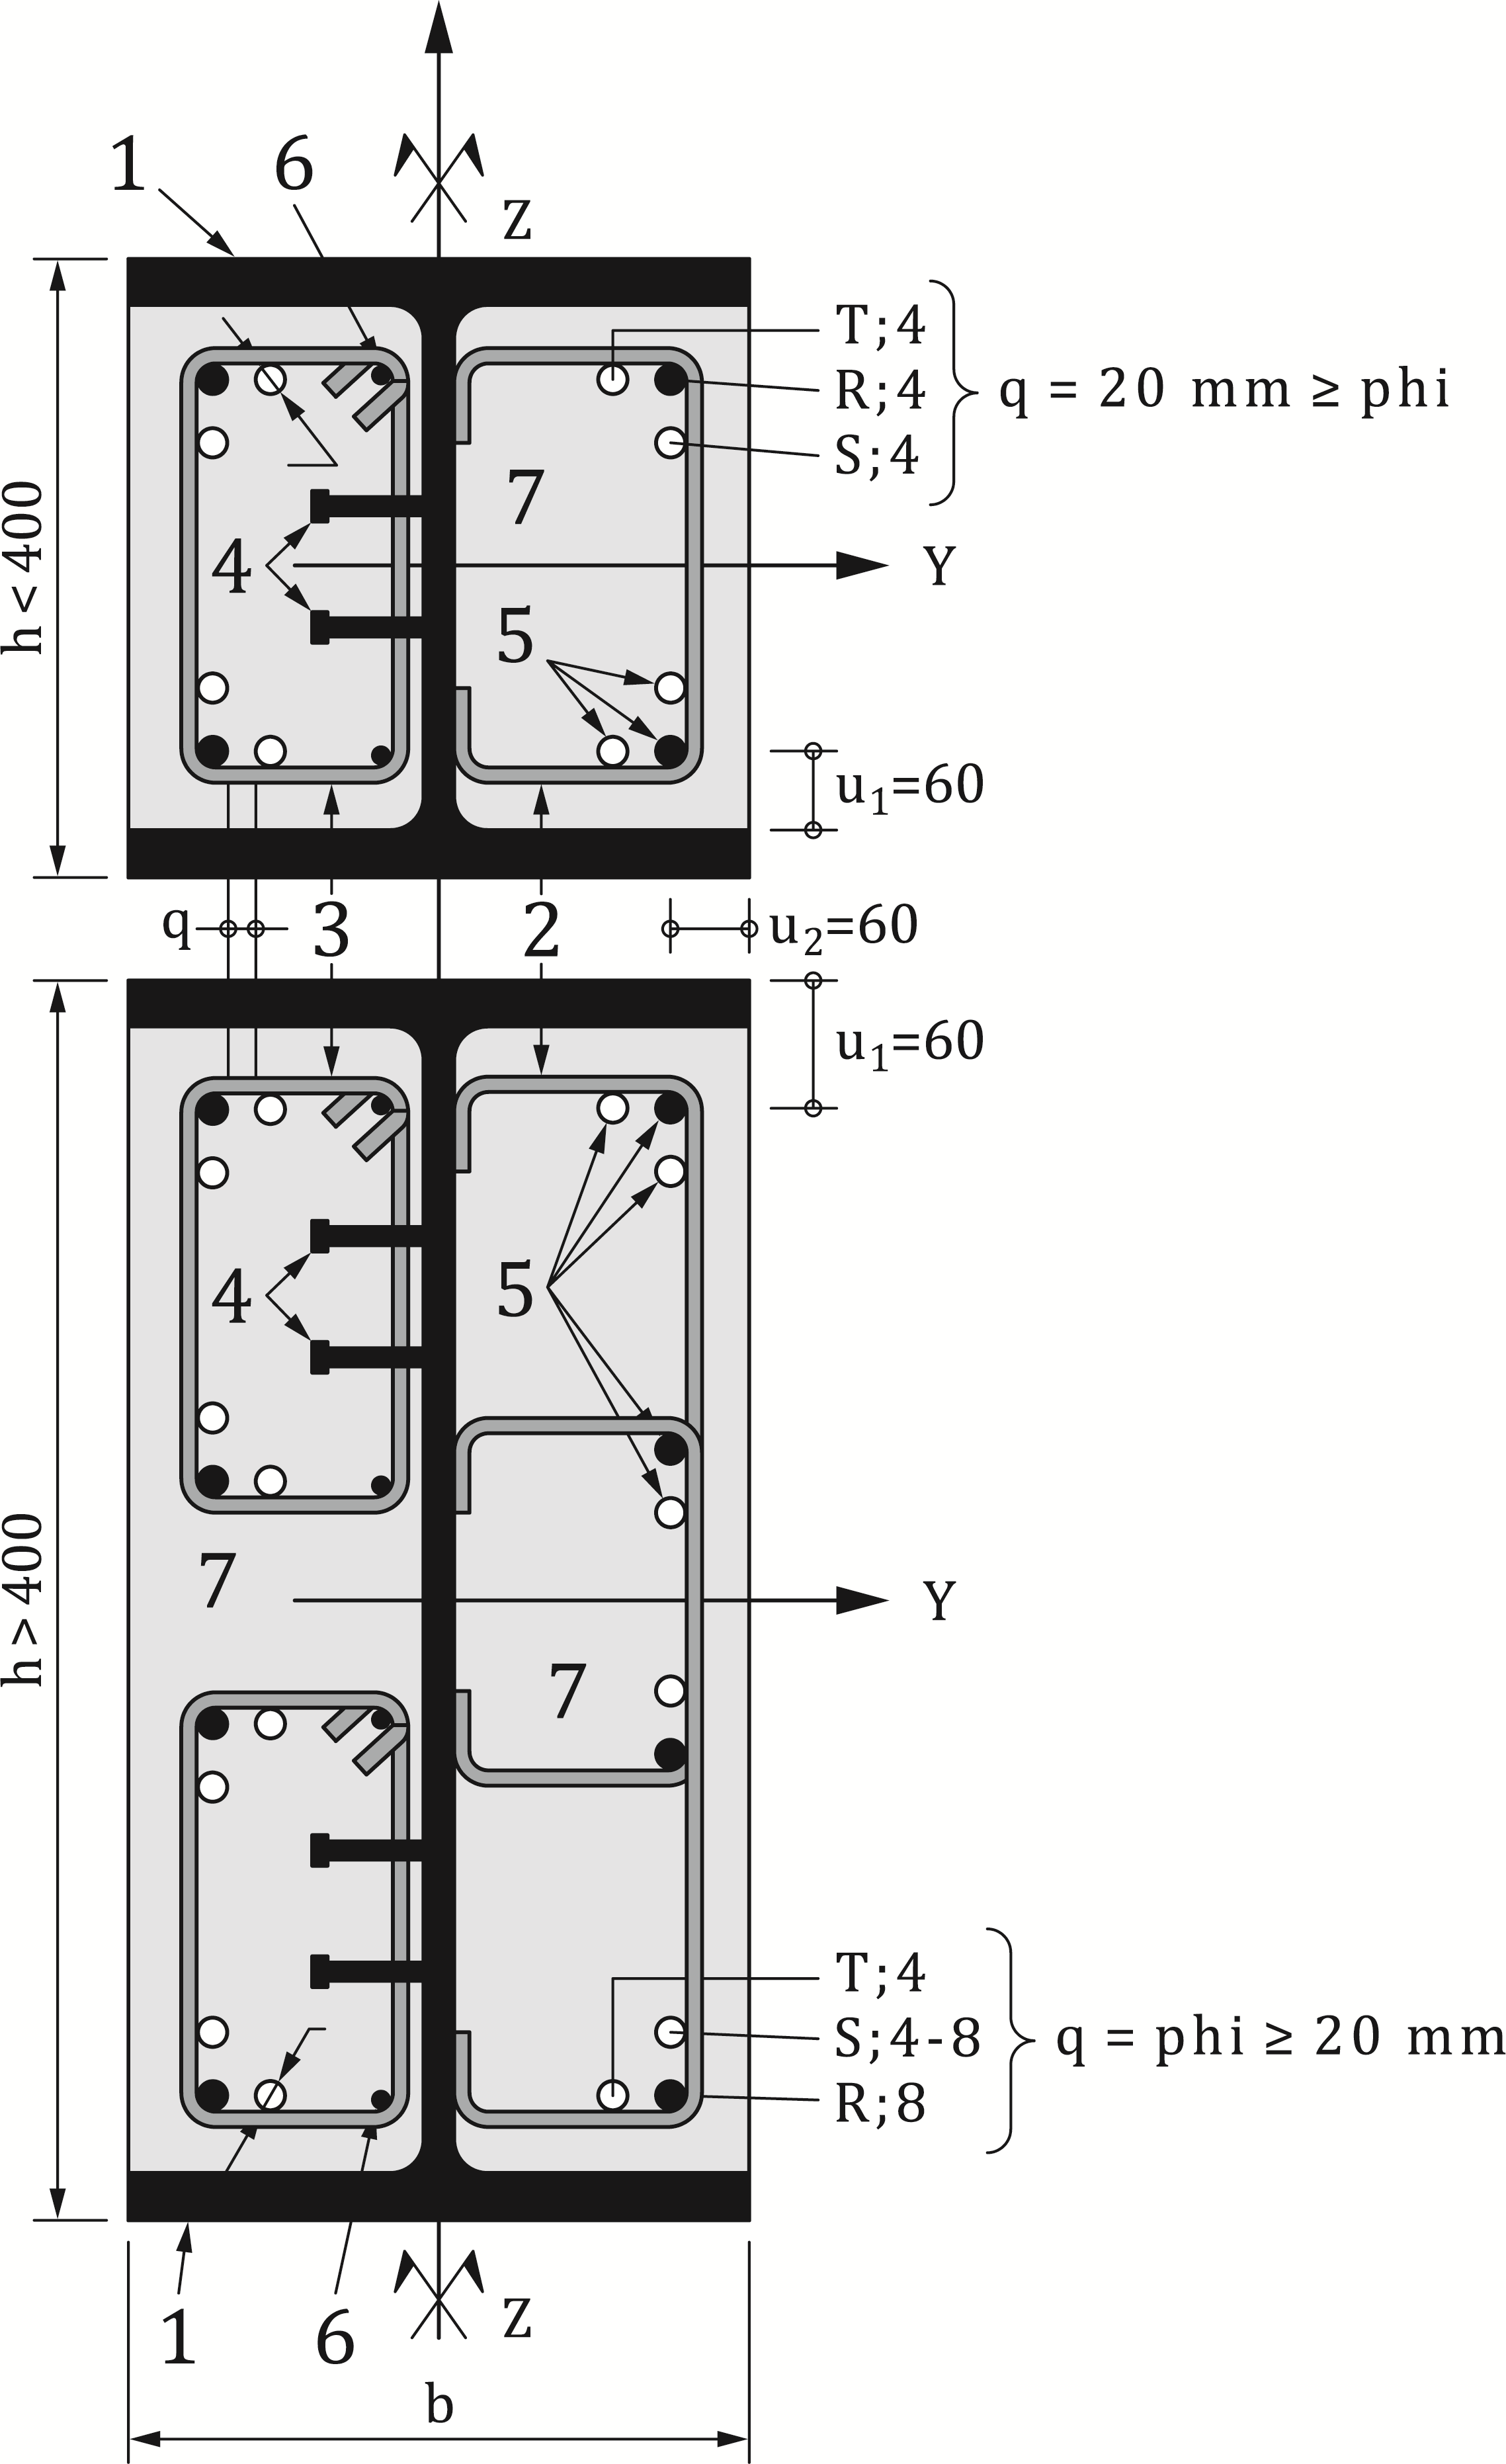 1
6
z
T;4
R;4
q = 20 mm ≥ phi
S;4
7
h < 400
4
Y
5
u1=60
q
3
2
u2=60
u1=60
4
5
7
Y
h > 400
7
T;4
S;4-8
q = phi ≥ 20 mm
R;8
1
6
z
b